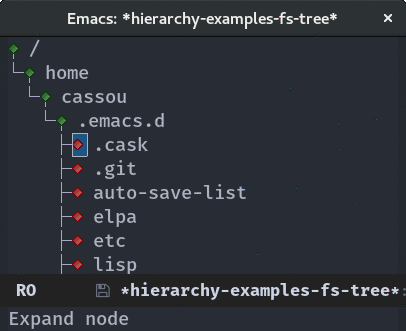 Emacs: *hierarchy-examples-fs-tree*
/
home
cassou
.emacs.d
.cask
.git
auto-save-list
elpa
etc
lisp
RO *hierarchy-examples-fs-tree*
Expand node